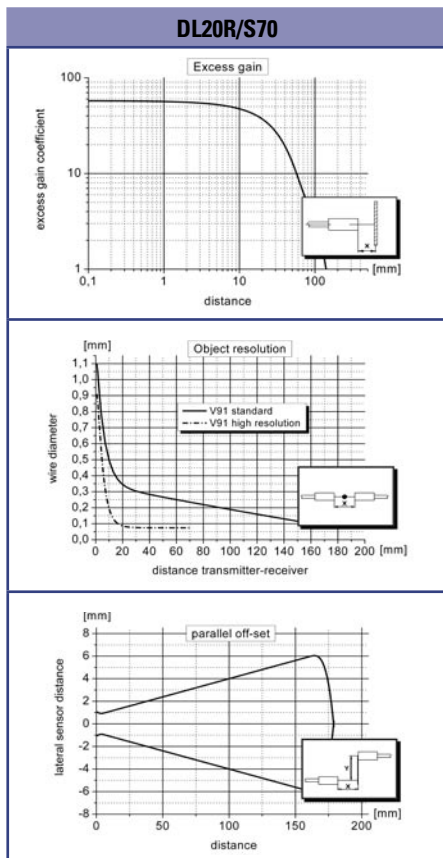 DL20R/S70
Excess gain
excess gain coefficient
100
10
1
0,1 1 10 100 [mm]
distance
x
[mm] Object resolution
wire diameter
1,1
1,0
0,9
0,8
0,7
0,6
0,5
0,4
0,3
0,2
0,1
0,0
V91 standard
V91 high resolution
x
0 20 40 60 80 100 120 140 160 180 200 [mm]
distance transmitter-receiver
[mm] parallel off-set
lateral sensor distance
8
6
4
2
0
-2
-4
-6
-8
Y
X
0 50 100 150 200 [mm]
distance